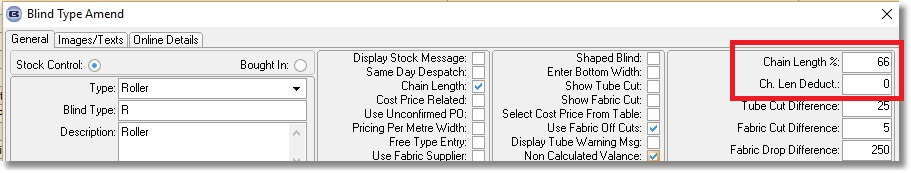 Blind Type Amend
General Images/Texts Online Details
Stock Control: Bought In:
Type: Roller
Blind Type: R
Description: Roller
Display Stock Message:
Same Day Despatch:
Chain Length:
Cost Price Related:
Use Unconfirmed PO:
Pricing Per Metre Width:
Free Type Entry:
Use Fabric Supplier:
Shaped Blind:
Enter Bottom Width:
Show Tube Cut:
Show Fabric Cut:
Select Cost Price From Table:
Use Fabric Off Cuts:
Display Tube Warning Msg:
Non Calculated Valance:
Chain Length %: 66
Ch. Len Deduct.: 0
Tube Cut Difference: 25
Fabric Cut Difference: 5
Fabric Drop Difference: 250